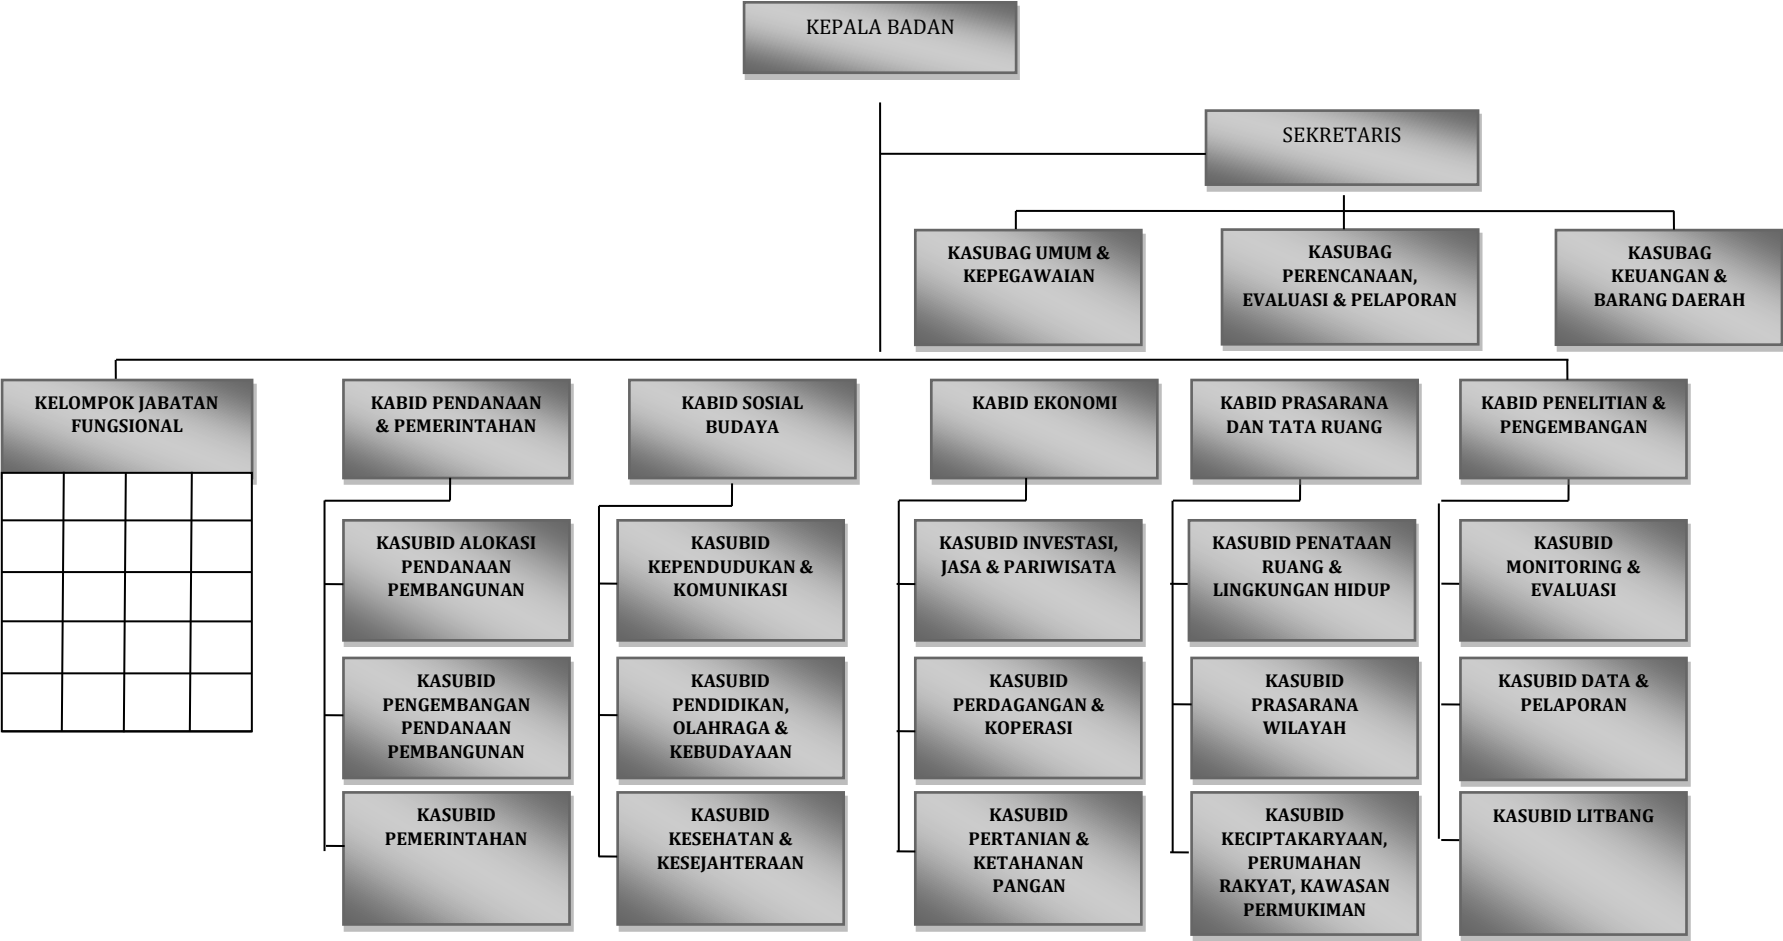 KEPALA BADAN
SEKRETARIS
KASUBAG UMUM &
KEPEGAWAIAN
KASUBAG
PERENCANAAN,
EVALUASI & PELAPORAN
KASUBAG
KEUANGAN &
BARANG DAERAH
KELOMPOK JABATAN
FUNGSIONAL
KABID PENDANAAN
& PEMERINTAHAN
KABID SOSIAL
BUDAYA
KABID EKONOMI
KABID PRASARANA
DAN TATA RUANG
KABID PENELITIAN &
PENGEMBANGAN
KASUBID ALOKASI
PENDANAAN
PEMBANGUNAN
KASUBID
KEPENDUDUKAN &
KOMUNIKASI
KASUBID INVESTASI,
JASA & PARIWISATA
KASUBID PENATAAN
RUANG &
LINGKUNGAN HIDUP
KASUBID
MONITORING &
EVALUASI
KASUBID
PENGEMBANGAN
PENDANAAN
PEMBANGUNAN
KASUBID
PENDIDIKAN,
OLAHRAGA &
KEBUDAYAAN
KASUBID
PERDAGANGAN &
KOPERASI
KASUBID
PRASARANA
WILAYAH
KASUBID DATA &
PELAPORAN
KASUBID
PEMERINTAHAN
KASUBID
KESEHATAN &
KESEJAHTERAAN
KASUBID
PERTANIAN &
KETAHANAN
PANGAN
KASUBID
KECIPTAKARYAAN,
PERUMAHAN
RAKYAT, KAWASAN
PERMUKIMAN
KASUBID LITBANG